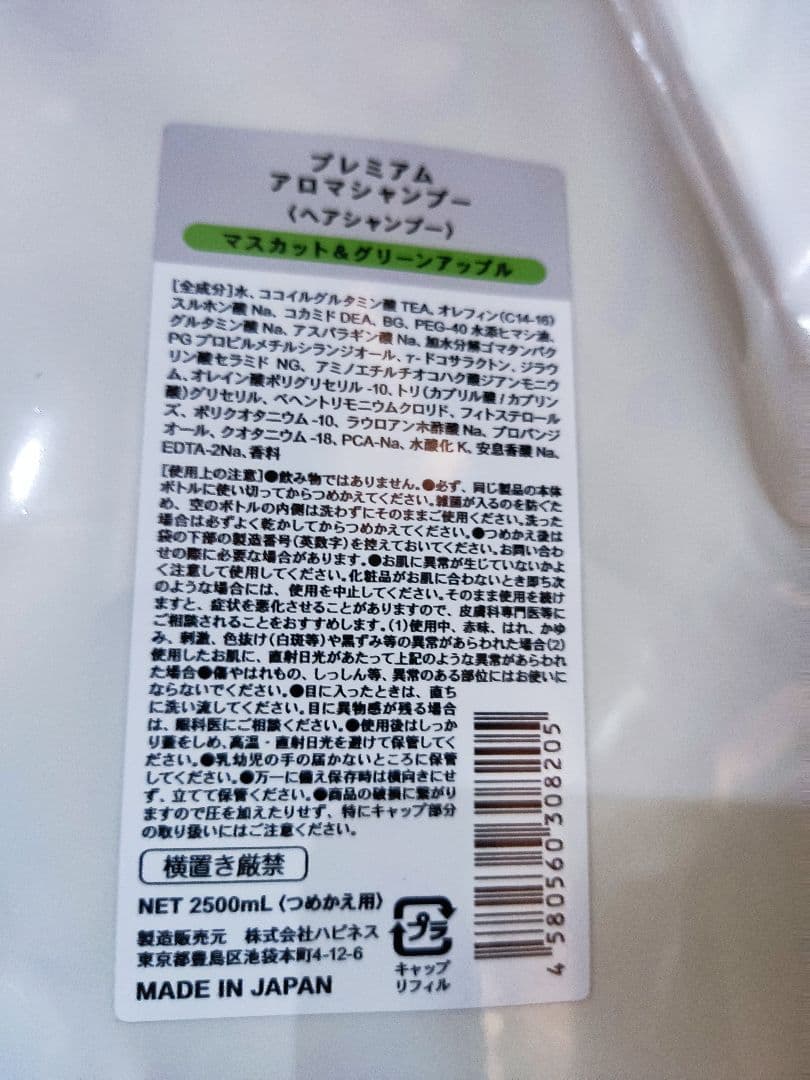 プレミアム
アロマシャンプー
〈ヘアシャンプー〉
マスカット＆グリーンアップル
[全成分]水、ココイルグルタミン酸TEA、オレフィン(C14-16)
スルホン酸Na、コカミドDEA、BG、PEG-40水添ヒマシ油、
グルタミン酸Na、アスパラギン酸Na、加水分解ゴマタンパク
PGプロピルメチルシランジオール、γ-ドコサラクトン、ジラウ
リン酸セラミド NG、アミノエチルチオコハク酸ジアンモニウ
ム、オレイン酸ポリグリセリル-10、トリ(カプリル酸/カプリン
酸)グリセリル、ベヘントリモニウムクロリド、フィトステロール
ズ、ポリクオタニウム-10、ラウロアンホ酢酸Na、プロパンジ
オール、クオタニウム-18、PCA-Na、水酸化K、安息香酸Na、
EDTA-2Na、香料
[使用上の注意]●飲み物ではありません。●必ず、同じ製品の本体
ボトルに使い切ってからつめかえてください。雑菌が入るのを防ぐた
め、空のボトルの内側は洗わずにそのままご使用ください。洗った
場合は必ずよく乾かしてからつめかえてください。●つめかえ後は
袋の下部の製造番号(英数字)を控えておいてください。お問い合わ
せの際に必要な場合があります。●お肌に異常が生じていないかよ
く注意して使用してください。化粧品がお肌に合わないとき即ち次
のような場合には、使用を中止してください。そのまま使用を続け
ますと、症状を悪化させることがありますので、皮膚科専門医等に
ご相談されることをおすすめします。(1)使用中、赤味、はれ、かゆ
み、刺激、色抜け(白斑等)や黒ずみ等の異常があらわれた場合(2)
使用したお肌に、直射日光があたって上記のような異常があらわれ
た場合●傷やはれもの、しっしん等、異常のある部位にはお使いに
ならないでください。●目に入ったときは、直ち
に洗い流してください。目に異物感が残る場合
は、眼科医にご相談ください。●使用後はしっか
り蓋をしめ、高温・直射日光を避けて保管してく
ださい。●乳幼児の手の届かないところに保管
してください。●万一に備え保存時は横向きにせ
ず、立てて保管ください。●商品の破損に繋がり
ますので圧を加えたりせず、特にキャップ部分
の取り扱いにはご注意ください。
横置き厳禁
NET 2500mL〈つめかえ用〉
製造販売元 株式会社ハピネス
東京都豊島区池袋本町4-12-6
MADE IN JAPAN
プラ
キャップ
リフィル
4 580560 308205